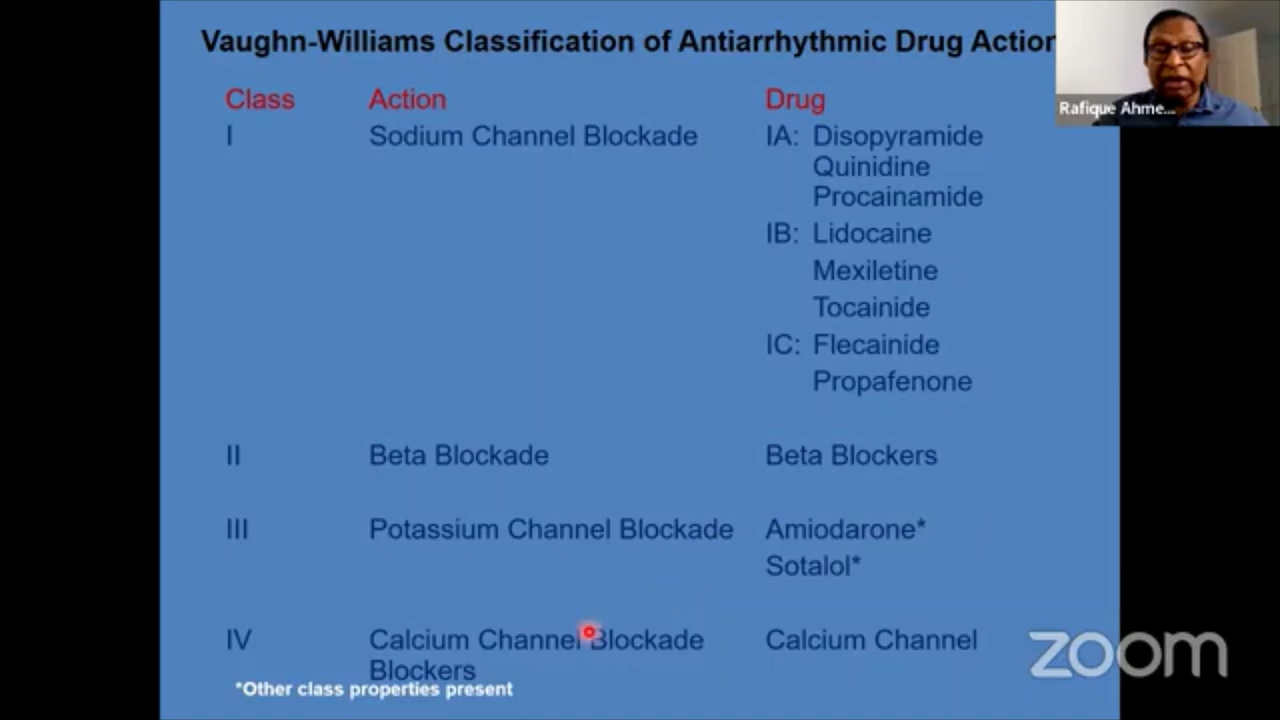 Vaughn-Williams Classification of Antiarrhythmic Drug Action
Rafique Ahme...
Class Action Drug
I Sodium Channel Blockade IA: Disopyramide
Quinidine
Procainamide
IB: Lidocaine
Mexiletine
Tocainide
IC: Flecainide
Propafenone
II Beta Blockade Beta Blockers
III Potassium Channel Blockade Amiodarone*
Sotalol*
IV Calcium Channel Blockade Calcium Channel
Blockers
*Other class properties present
zoom